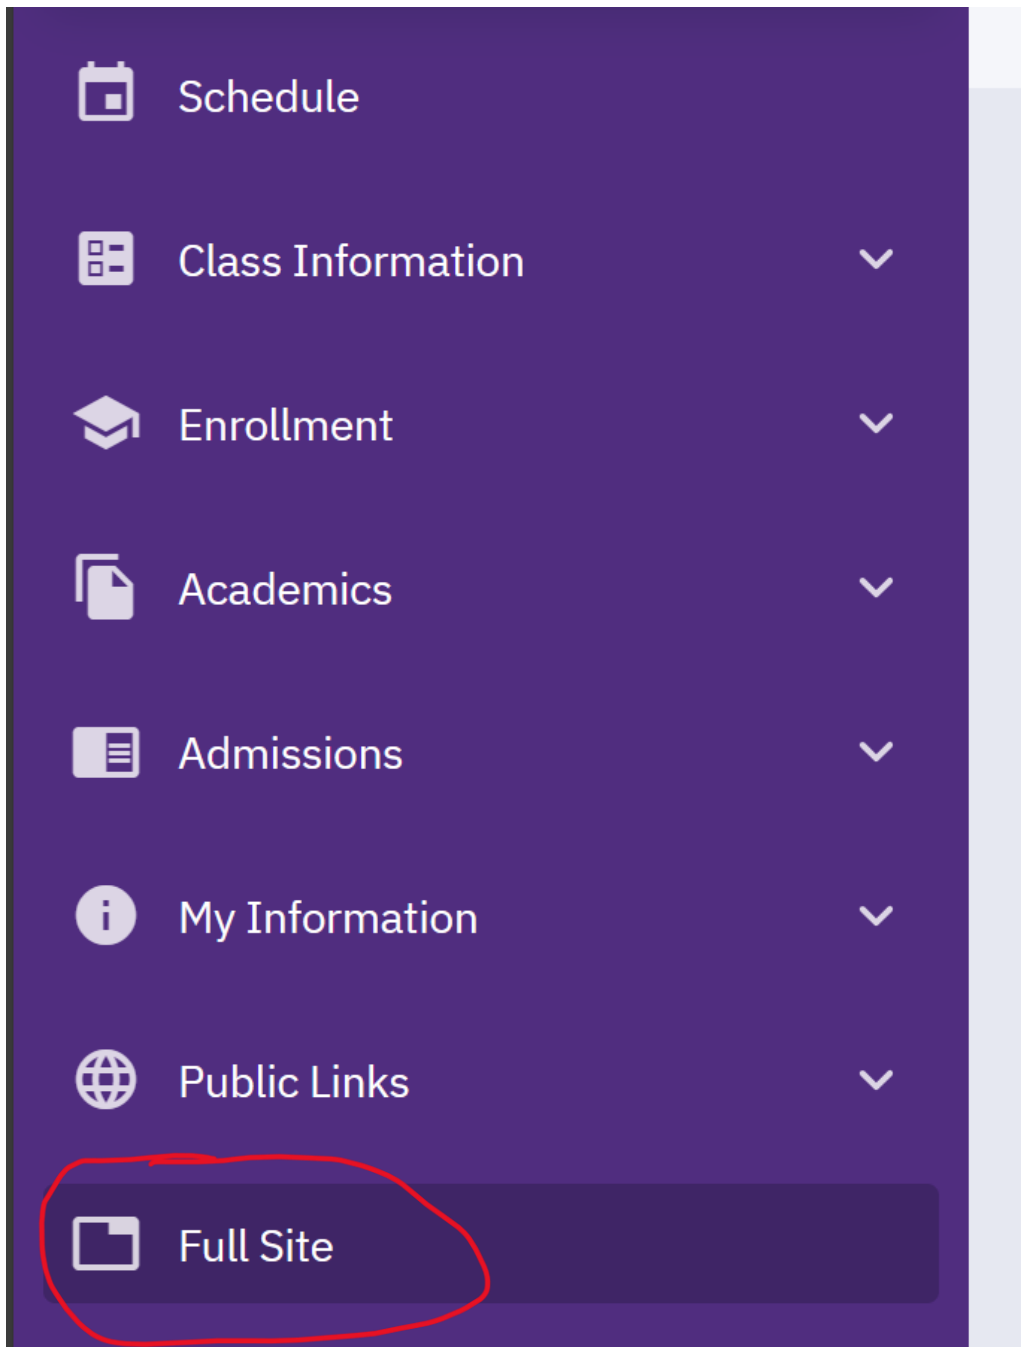 Schedule
Class Information
Enrollment
Academics
Admissions
My Information
Public Links
Full Site